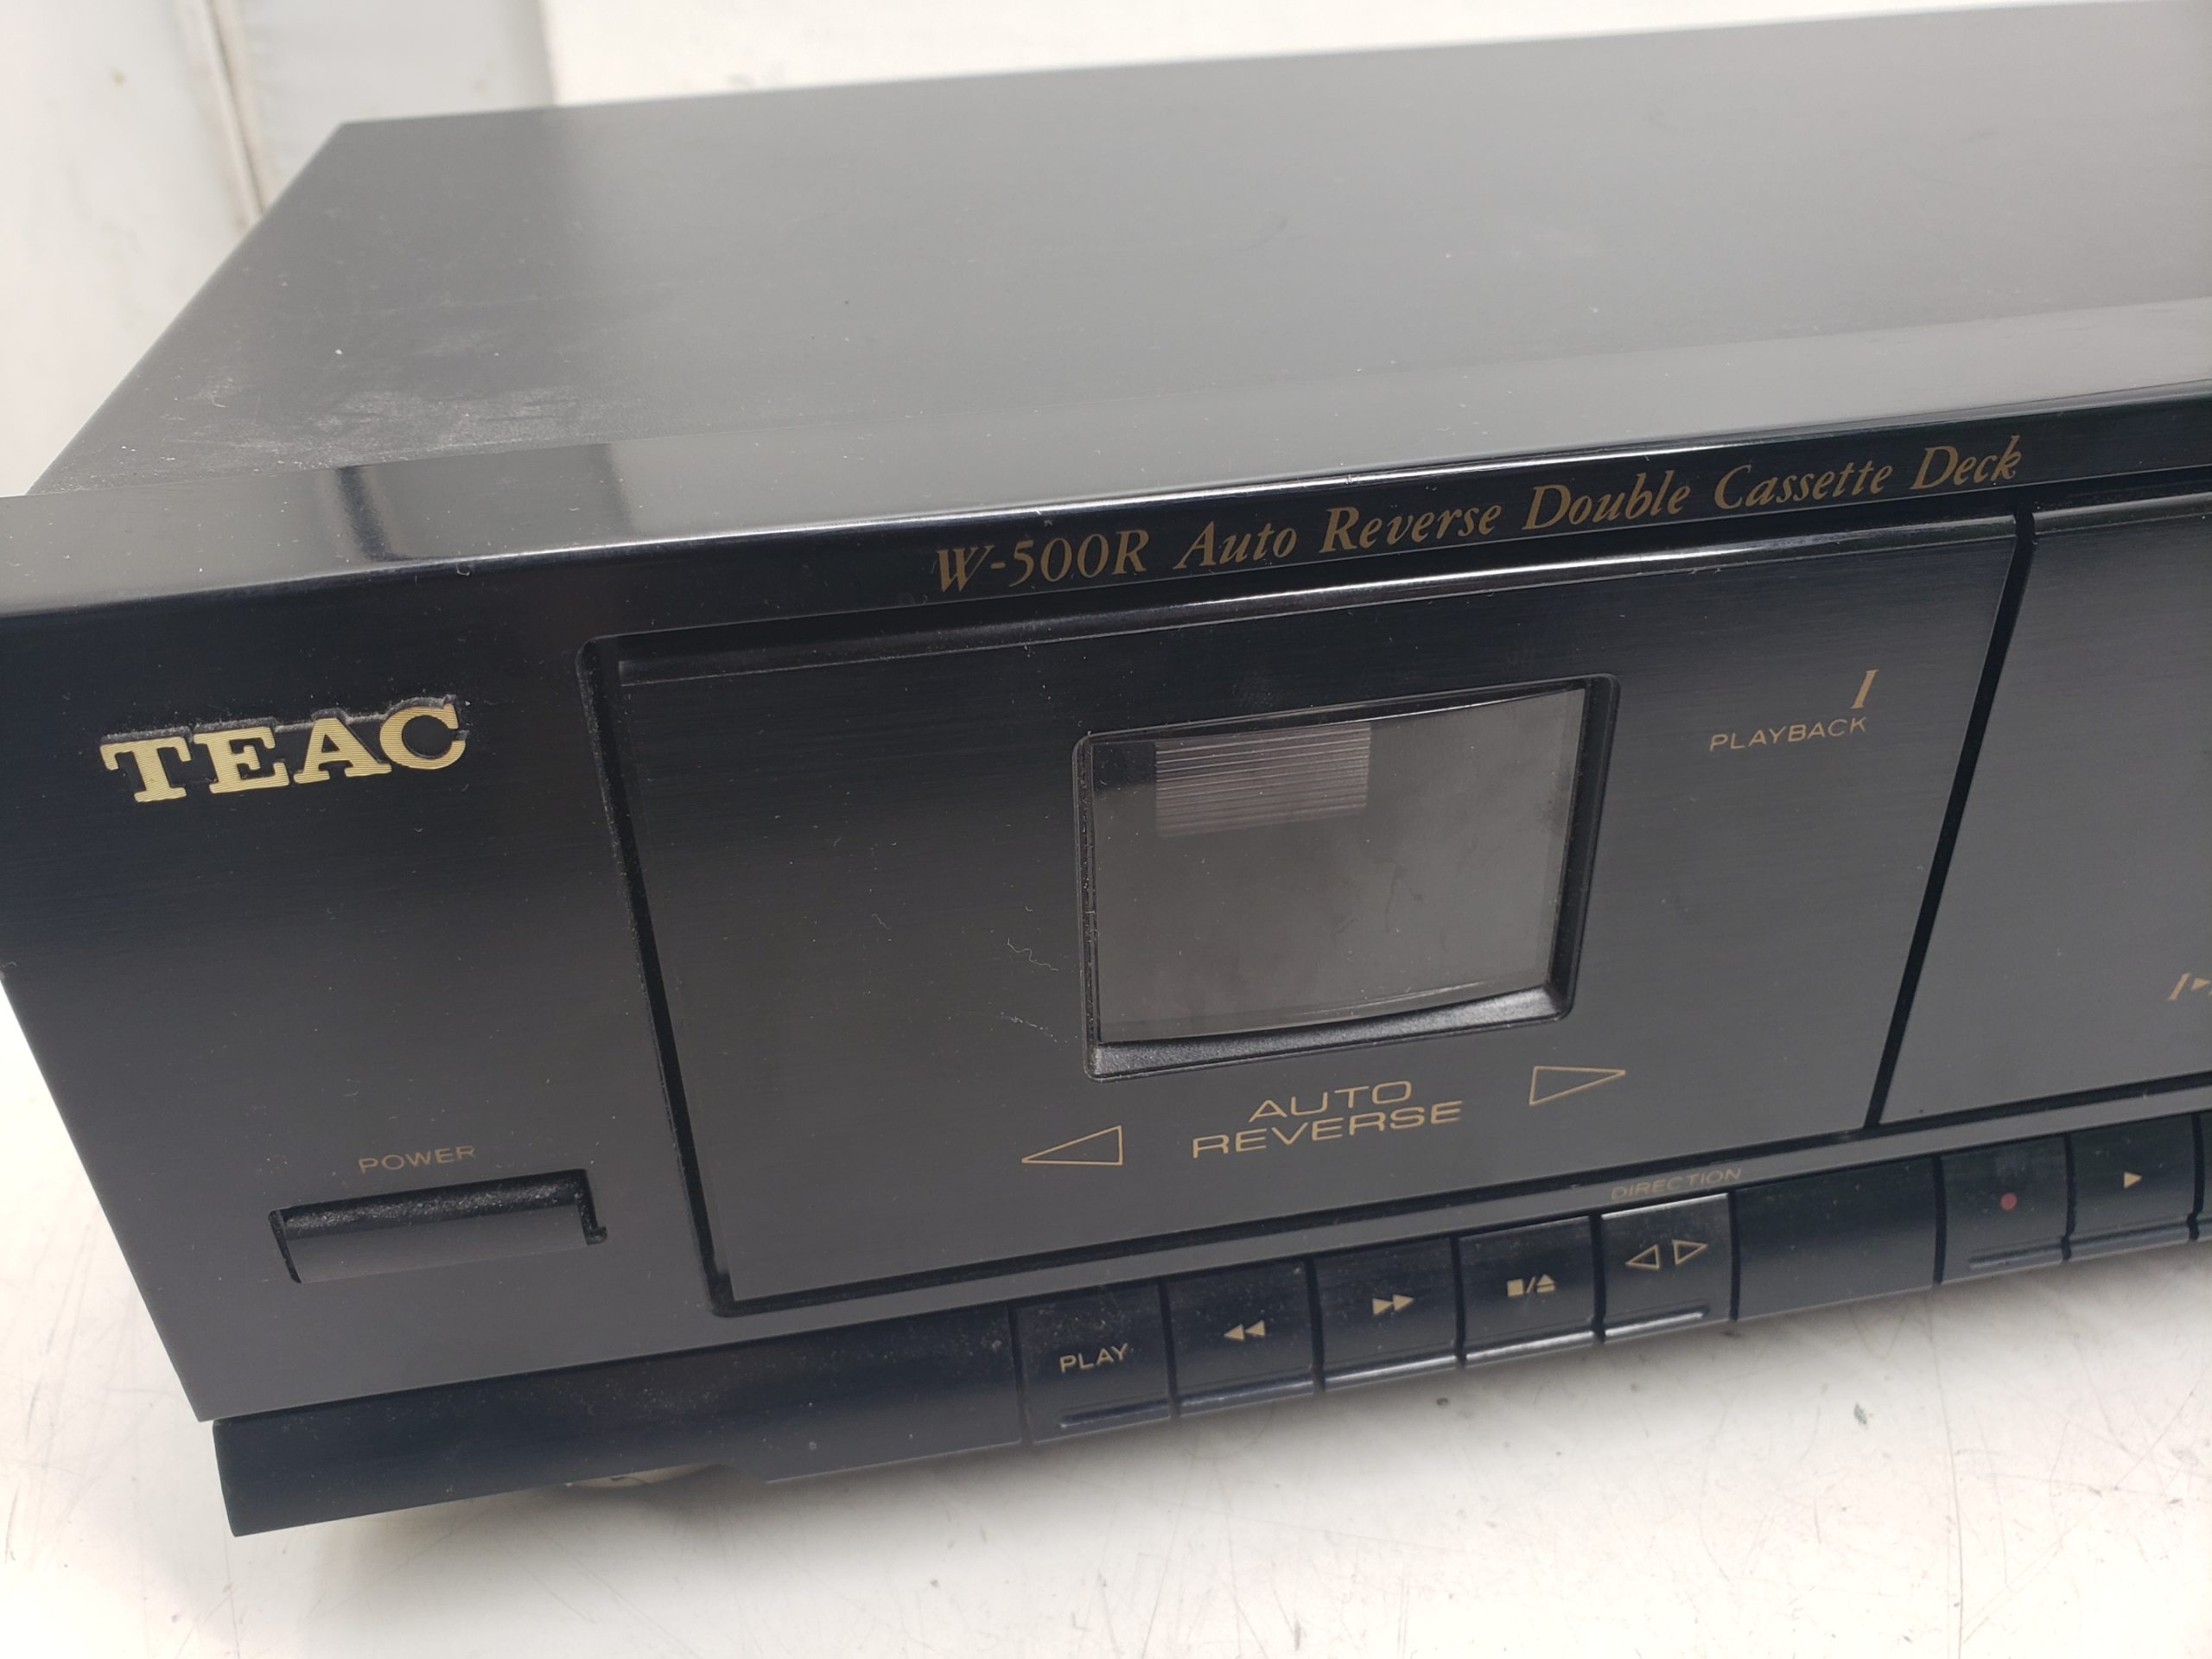 W-500R Auto Reverse Double Cassette Deck
TEAC
I
PLAYBACK
AUTO
REVERSE
POWER
DIRECTION
PLAY